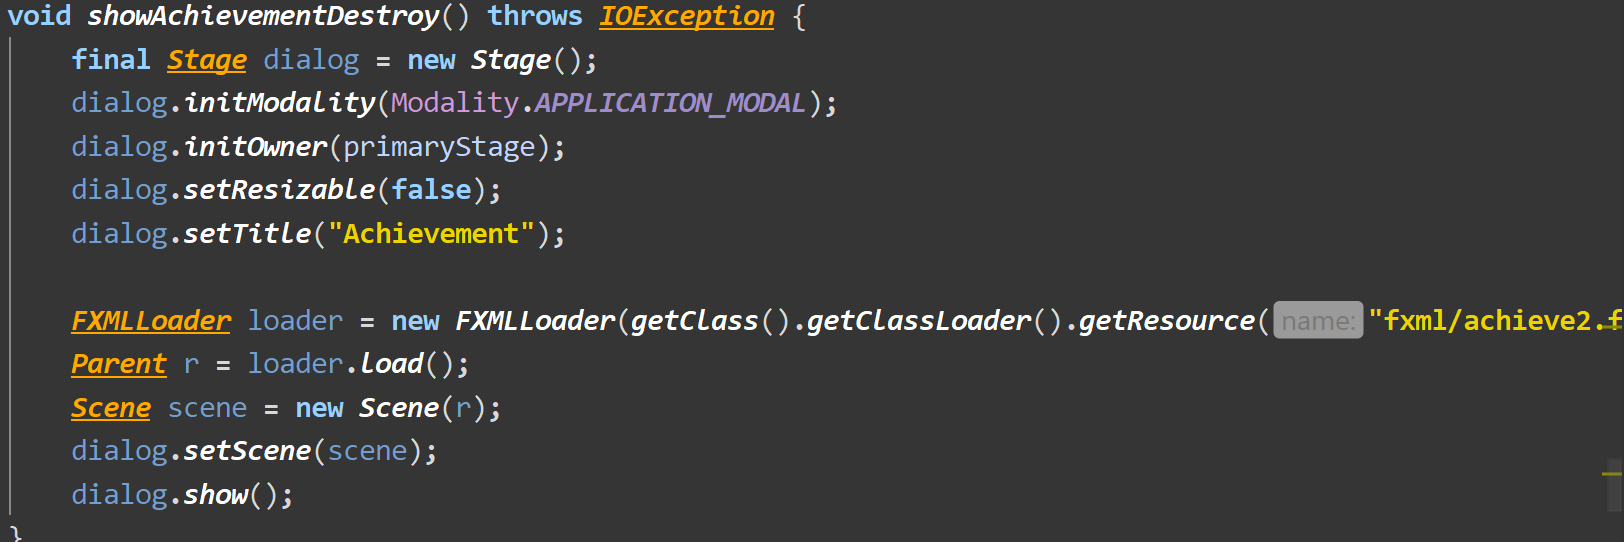 void showAchievementDestroy() throws IOException {
final Stage dialog = new Stage();
dialog.initModality(Modality.APPLICATION_MODAL);
dialog.initOwner(primaryStage);
dialog.setResizable(false);
dialog.setTitle("Achievement");
FXMLLoader loader = new FXMLLoader(getClass().getClassLoader().getResource( name: "fxml/achieve2.f
Parent r = loader.load();
Scene scene = new Scene(r);
dialog.setScene(scene);
dialog.show();
}